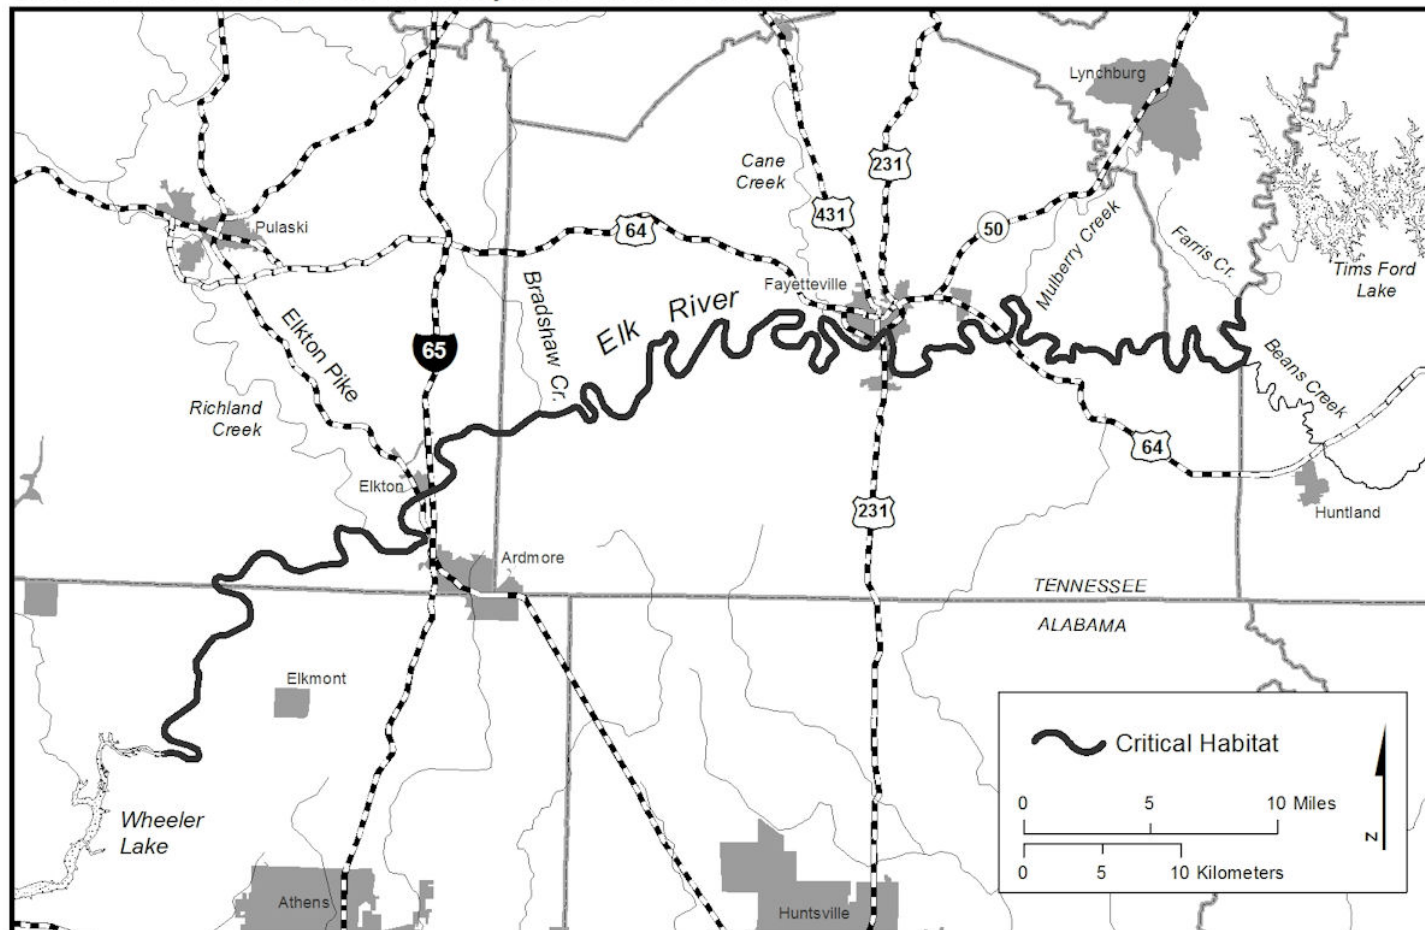 Lynchburg
Cane
Creek
231
431
50
Mulberry Creek
Farris Cr.
Tims Ford
Lake
Pulaski
64
Fayetteville
Bradshaw Cr.
Elk River
Elkton Pike
65
Beans Creek
Richland
Creek
64
Elkton
231
Huntland
Ardmore
TENNESSEE
ALABAMA
Elkmont
Critical Habitat
0 5 10 Miles
0 5 10 Kilometers
N
Wheeler
Lake
Athens
Huntsville